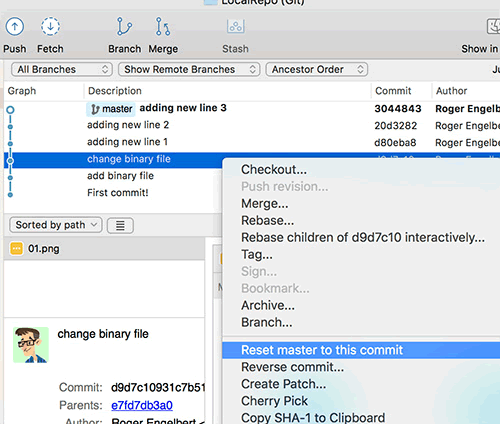 LocalRepo (Git)
Push Fetch Branch Merge Stash Show in
All Branches Show Remote Branches Ancestor Order
Graph Description Commit Author
master adding new line 3 3044843 Roger Engelber
adding new line 2 20d3282 Roger Engelbert
adding new line 1 d80eba8 Roger Engelbert
change binary file
add binary file
First commit!
Checkout...
Push revision...
Merge...
Rebase...
Rebase children of d9d7c10 interactively...
Tag...
Sign...
Bookmark...
Archive...
Branch...
Reset master to this commit
Reverse commit...
Create Patch...
Cherry Pick
Copy SHA-1 to Clipboard
Sorted by path
01.png
change binary file
Commit: d9d7c10931c7b51
Parents: e7fd7db3a0
Author: Roger Engelbert <